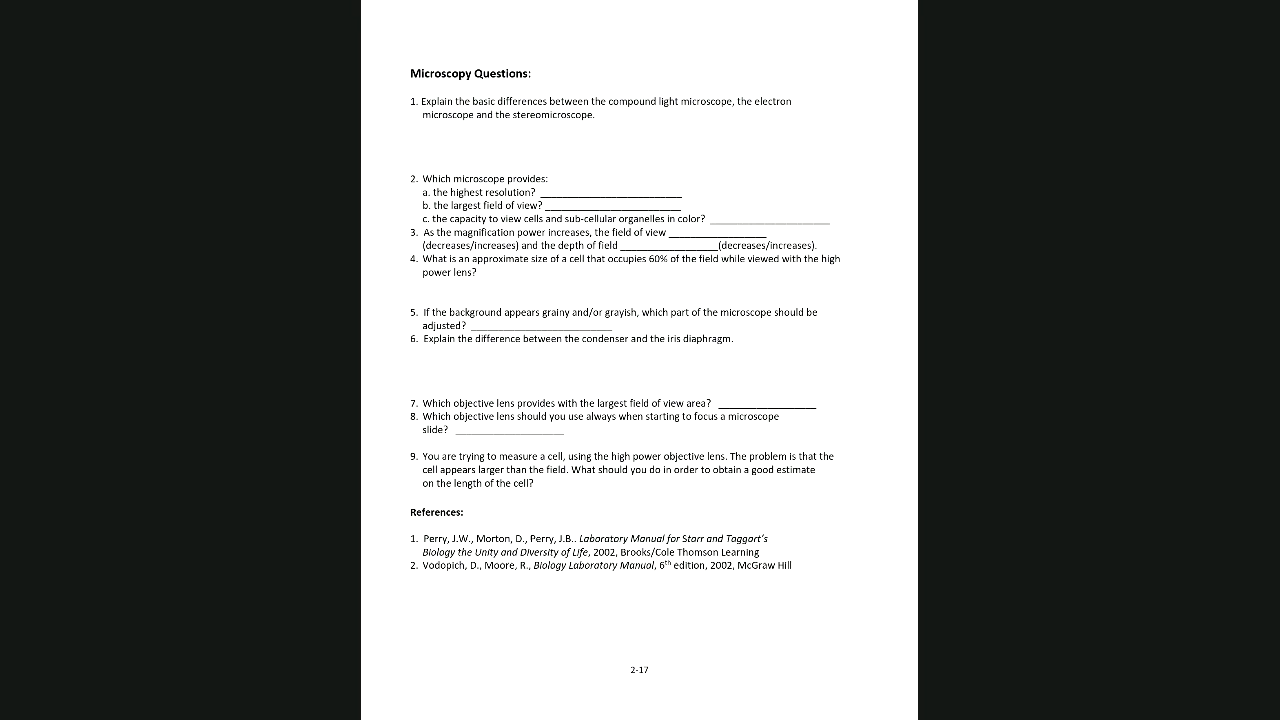 Microscopy Questions:
1. Explain the basic differences between the compound light microscope, the electron
microscope and the stereomicroscope.
2. Which microscope provides:
a. the highest resolution? __________________________
b. the largest field of view? _________________________
c. the capacity to view cells and sub-cellular organelles in color? ______________________
3. As the magnification power increases, the field of view __________________
(decreases/increases) and the depth of field __________________(decreases/increases).
4. What is an approximate size of a cell that occupies 60% of the field while viewed with the high
power lens?
5. If the background appears grainy and/or grayish, which part of the microscope should be
adjusted? __________________________
6. Explain the difference between the condenser and the iris diaphragm.
7. Which objective lens provides with the largest field of view area? __________________
8. Which objective lens should you use always when starting to focus a microscope
slide? ____________________
9. You are trying to measure a cell, using the high power objective lens. The problem is that the
cell appears larger than the field. What should you do in order to obtain a good estimate
on the length of the cell?
References:
1. Perry, J.W., Morton, D., Perry, J.B.. Laboratory Manual for Starr and Taggart's
Biology the Unity and Diversity of Life, 2002, Brooks/Cole Thomson Learning
2. Vodopich, D., Moore, R., Biology Laboratory Manual, 6th edition, 2002, McGraw Hill
2-17